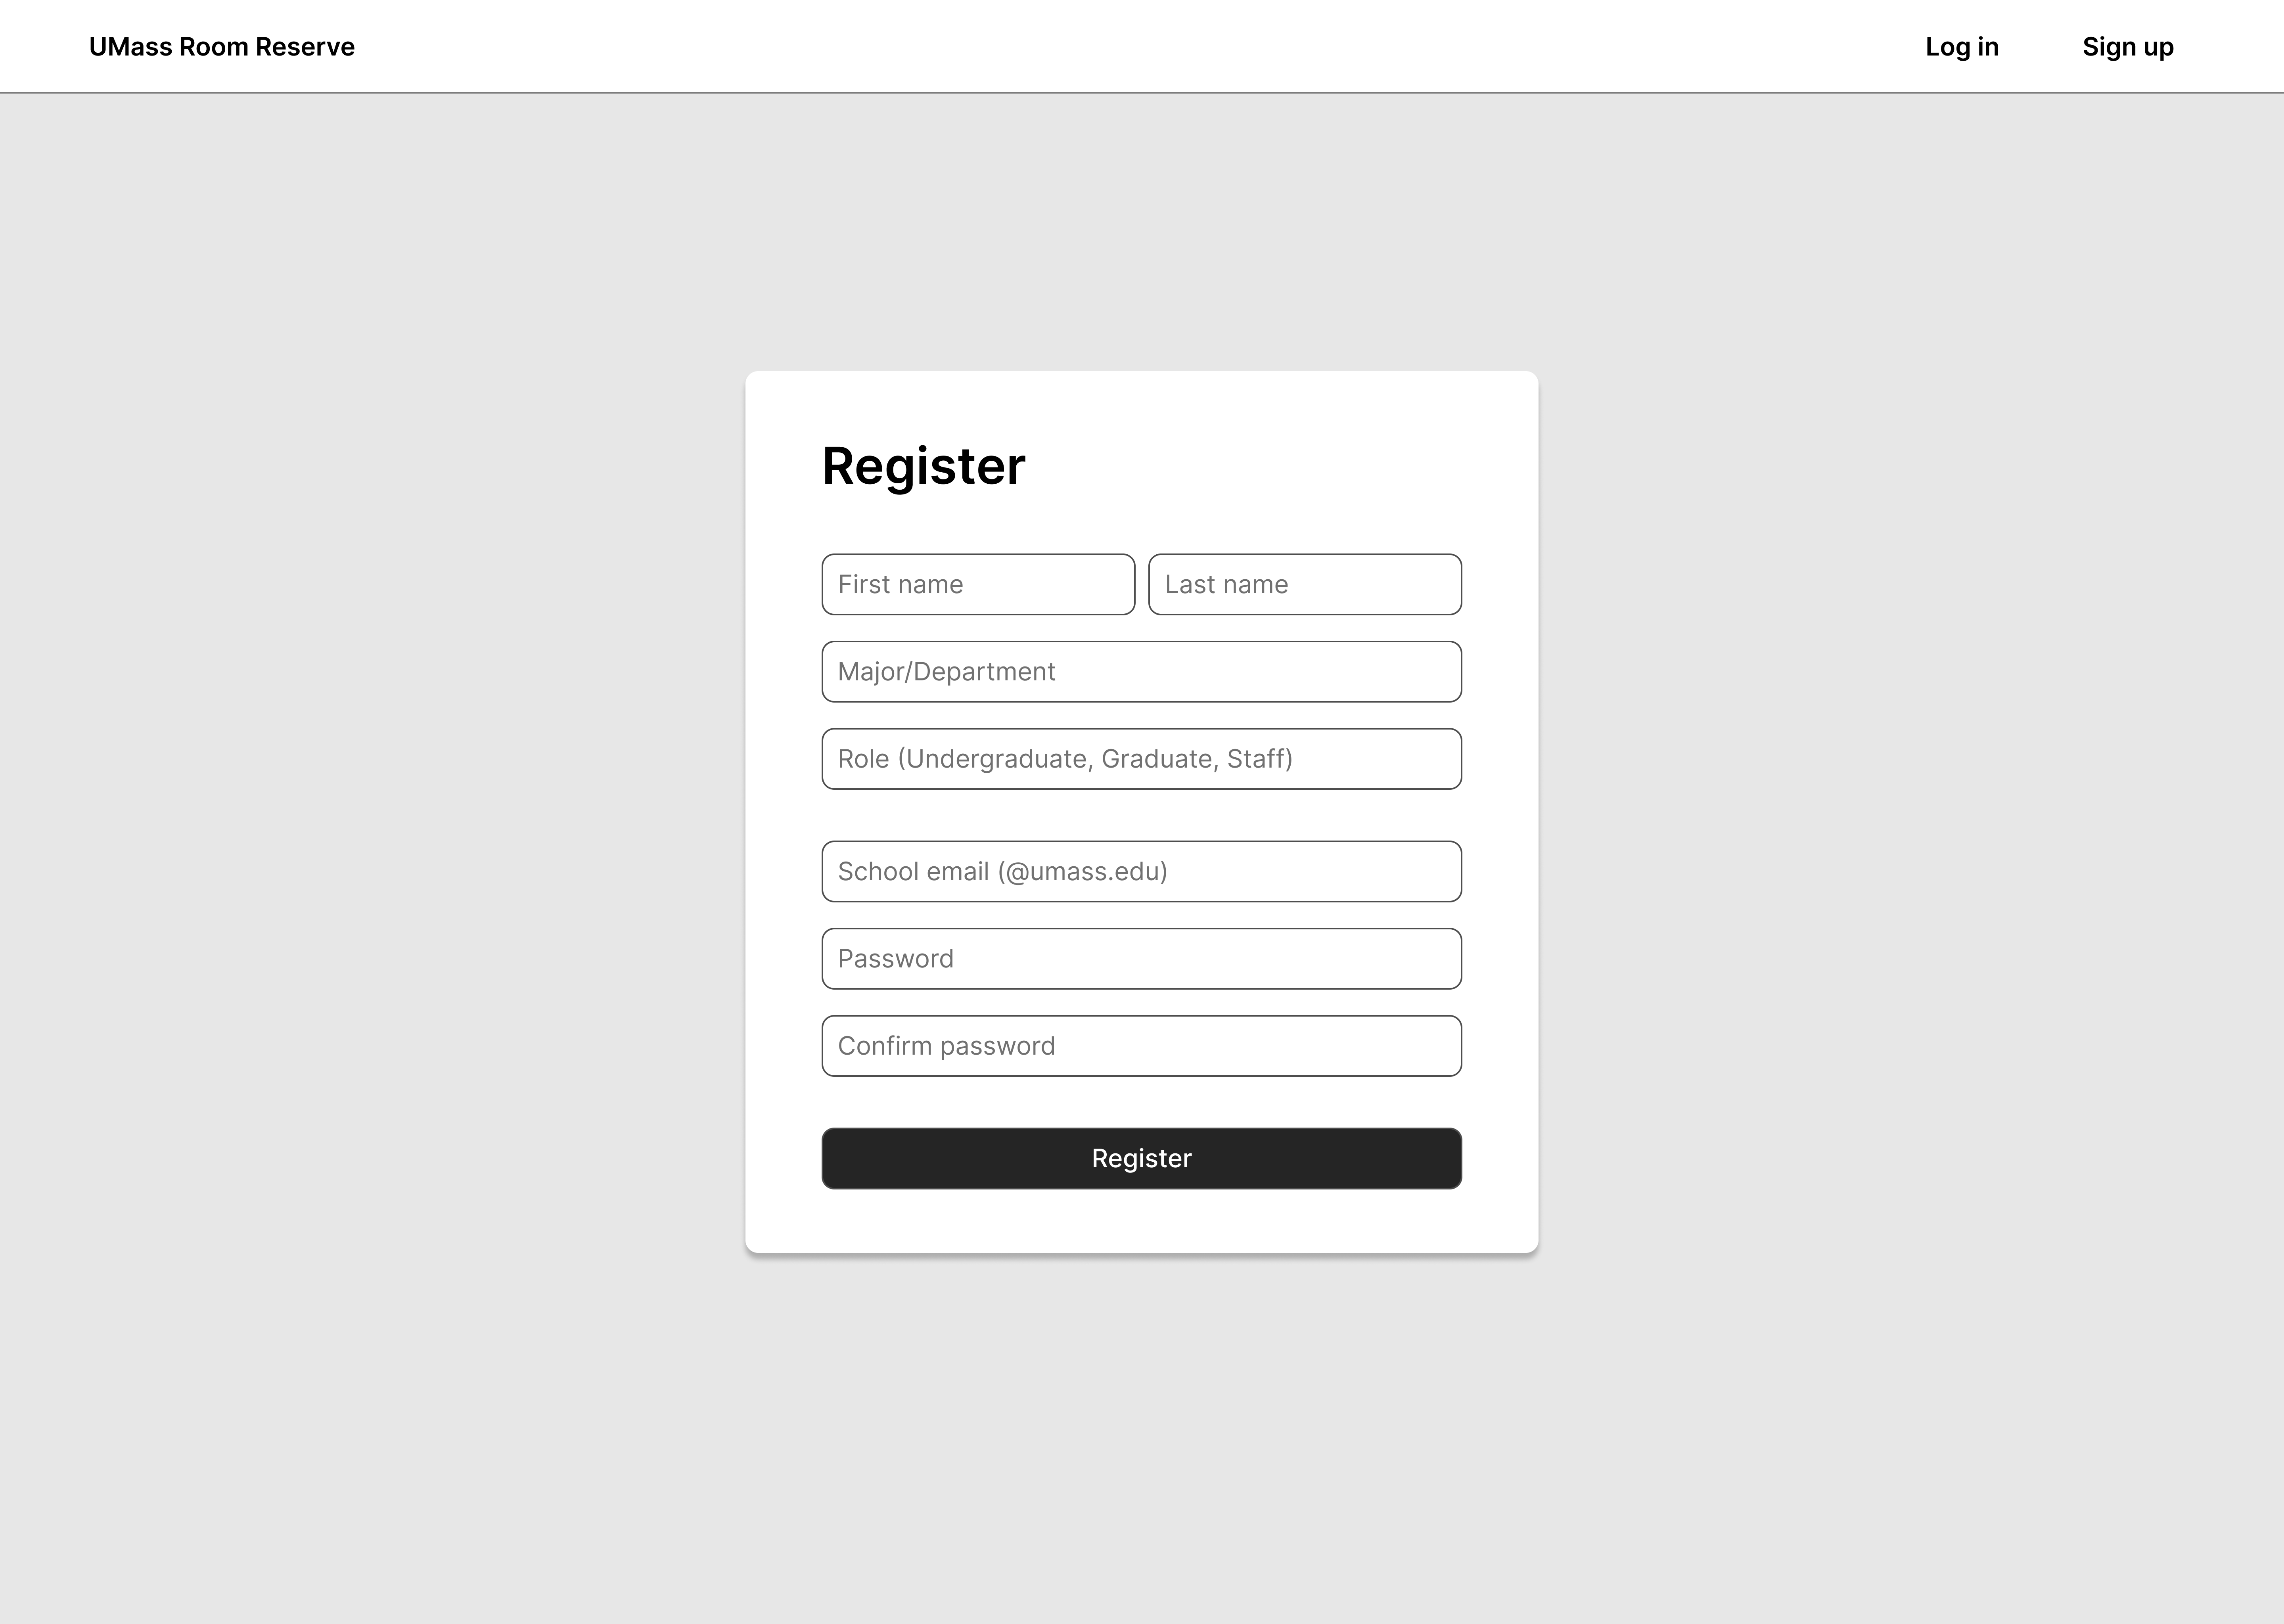 UMass Room Reserve Log in Sign up
Register
First name Last name
Major/Department
Role (Undergraduate, Graduate, Staff)
School email (@umass.edu)
Password
Confirm password
Register